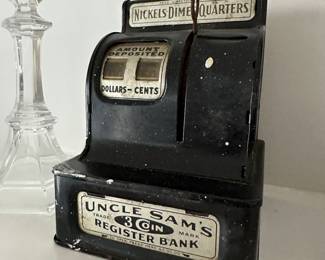 NICKELS DIMES QUARTERS
AMOUNT
DEPOSITED
DOLLARS-CENTS
UNCLE SAM'S
TRADE 3 COIN MARK
REGISTER BANK